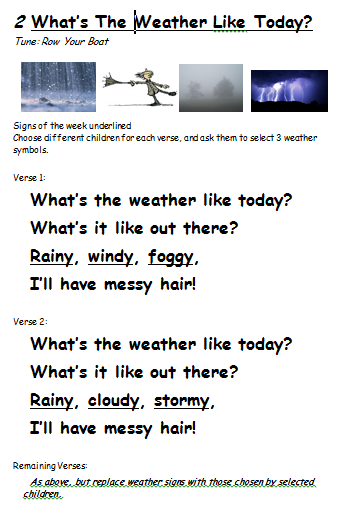 2 What's The Weather Like Today?
Tune: Row Your Boat
Signs of the week underlined
Choose different children for each verse, and ask them to select 3 weather
symbols.
Verse 1:
What's the weather like today?
What's it like out there?
Rainy, windy, foggy,
I'll have messy hair!
Verse 2:
What's the weather like today?
What's it like out there?
Rainy, cloudy, stormy,
I'll have messy hair!
Remaining Verses:
As above, but replace weather signs with those chosen by selected
children.